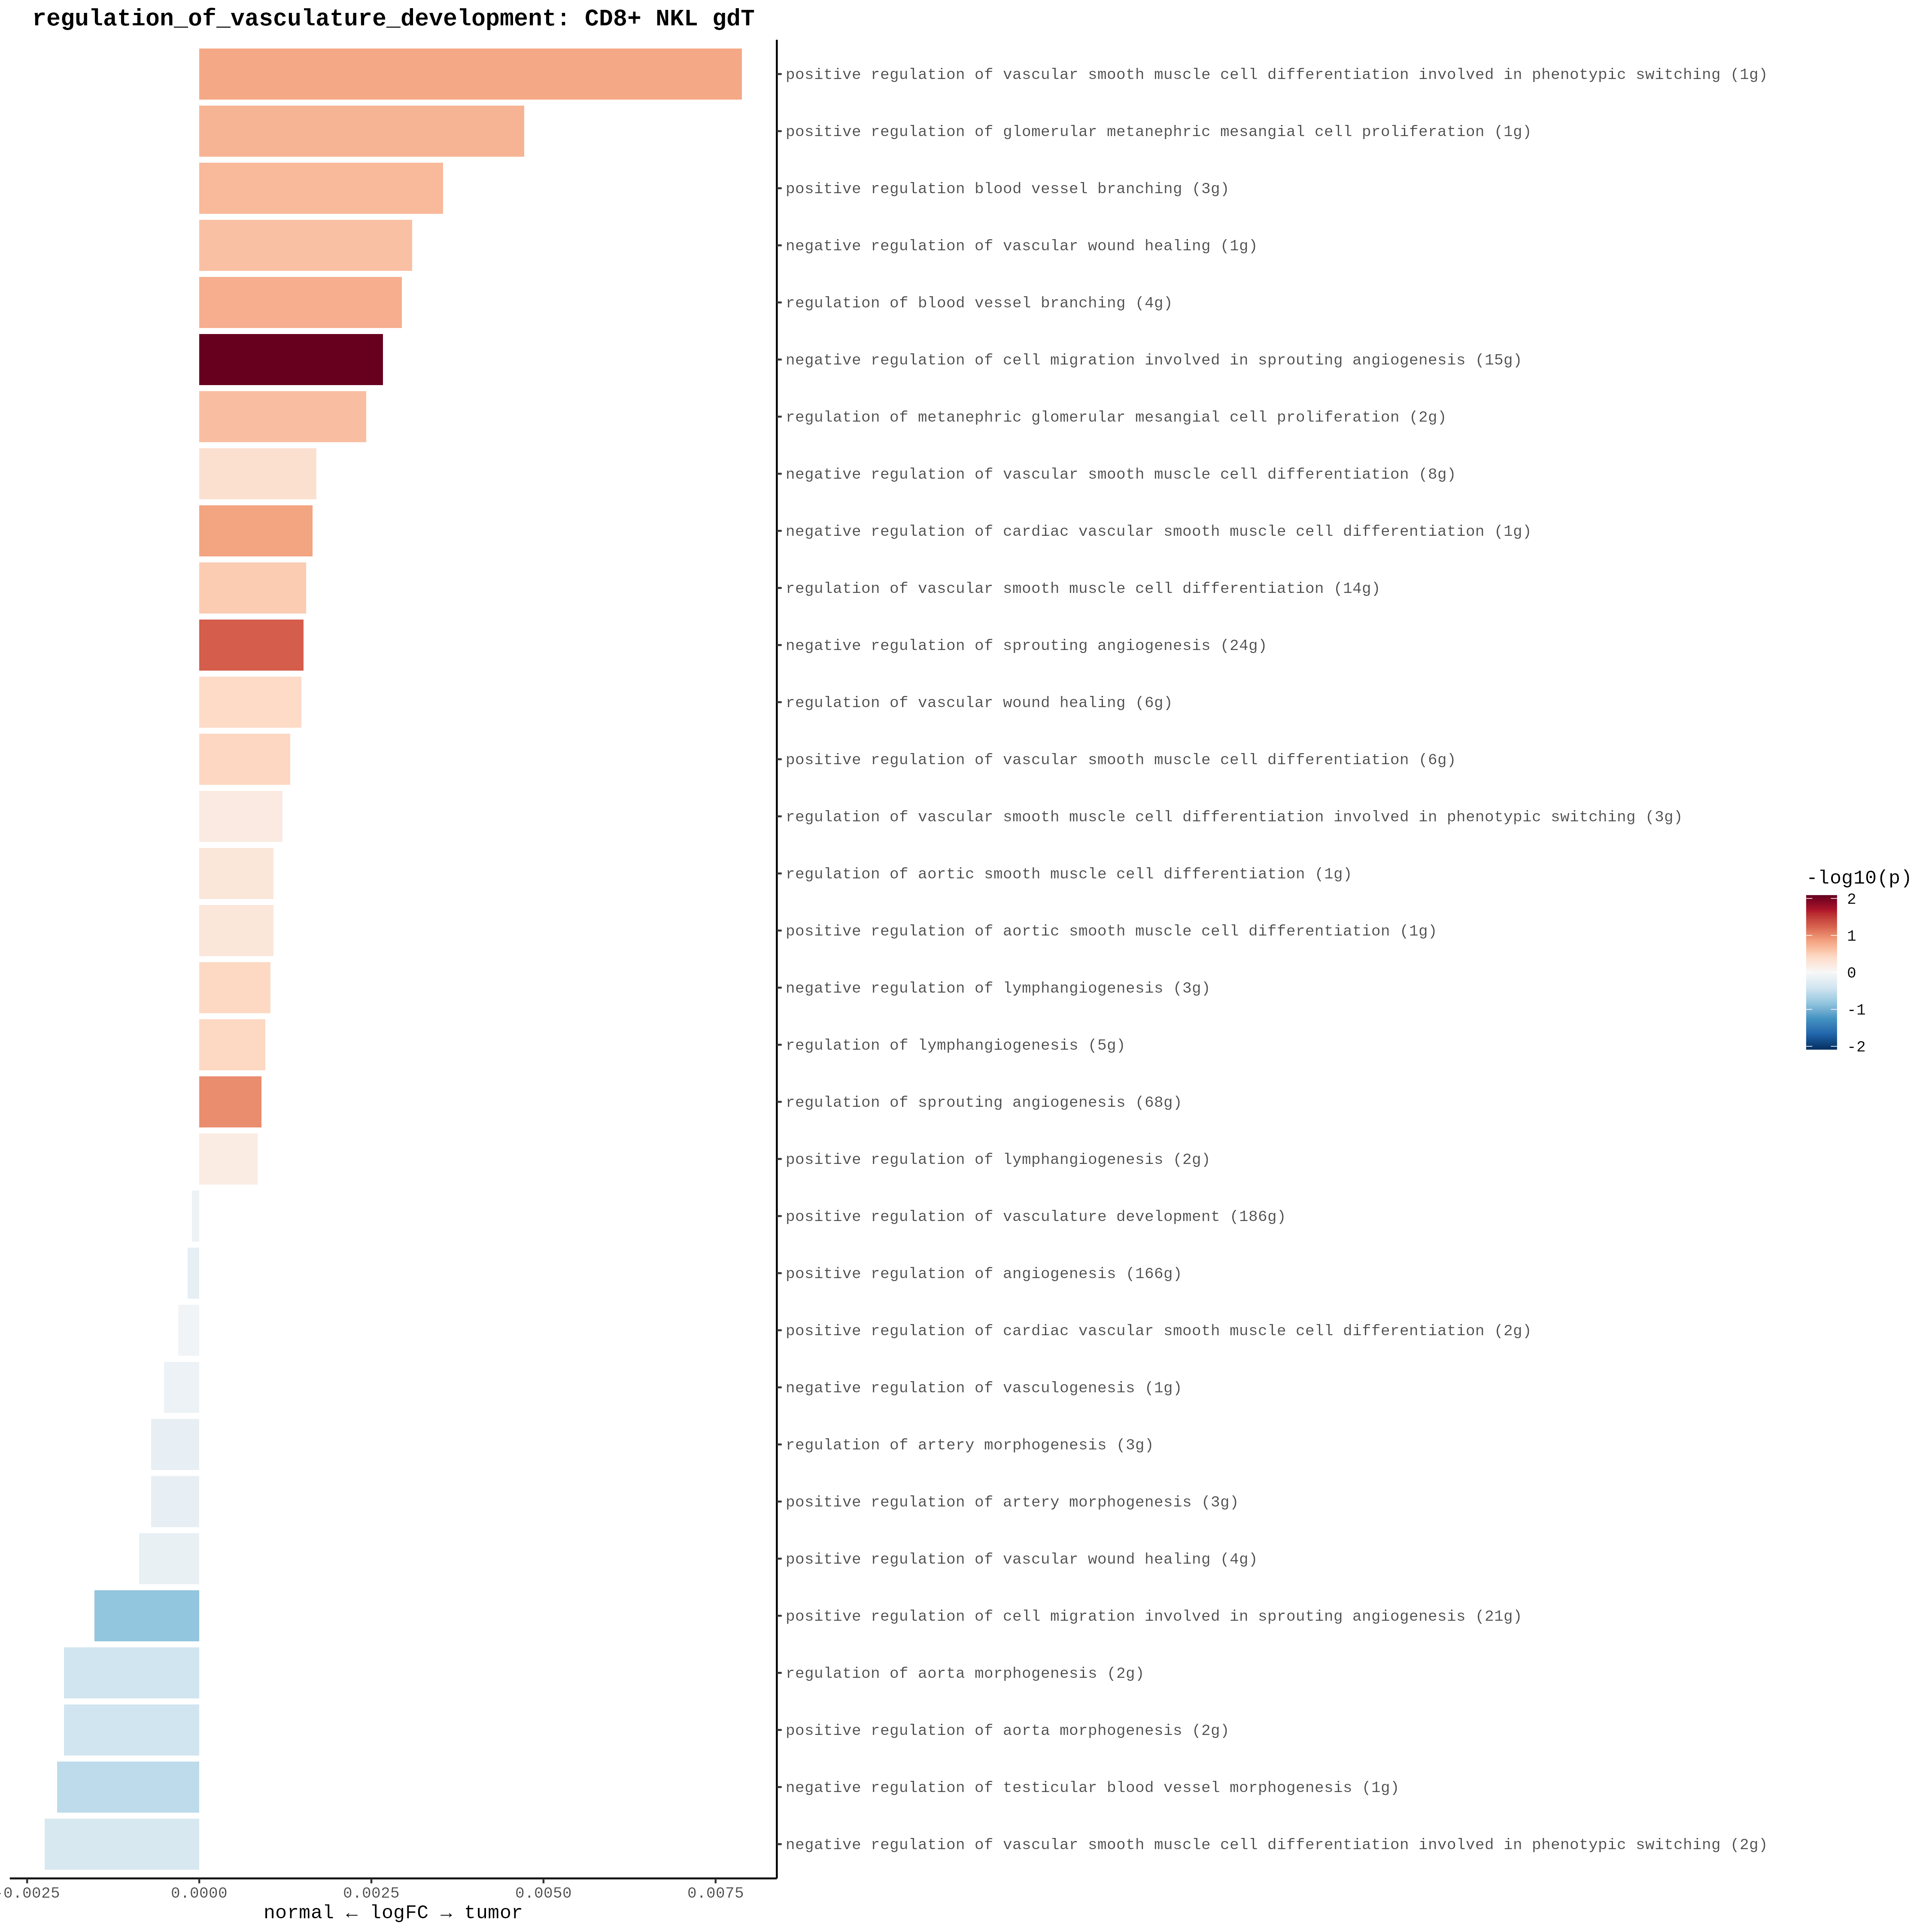 regulation_of_vasculature_development: CD8+ NKL gdT
positive regulation of vascular smooth muscle cell differentiation involved in phenotypic switching (1g)
positive regulation of glomerular metanephric mesangial cell proliferation (1g)
positive regulation blood vessel branching (3g)
negative regulation of vascular wound healing (1g)
regulation of blood vessel branching (4g)
negative regulation of cell migration involved in sprouting angiogenesis (15g)
regulation of metanephric glomerular mesangial cell proliferation (2g)
negative regulation of vascular smooth muscle cell differentiation (8g)
negative regulation of cardiac vascular smooth muscle cell differentiation (1g)
regulation of vascular smooth muscle cell differentiation (14g)
negative regulation of sprouting angiogenesis (24g)
regulation of vascular wound healing (6g)
positive regulation of vascular smooth muscle cell differentiation (6g)
regulation of vascular smooth muscle cell differentiation involved in phenotypic switching (3g)
regulation of aortic smooth muscle cell differentiation (1g)
positive regulation of aortic smooth muscle cell differentiation (1g)
negative regulation of lymphangiogenesis (3g)
regulation of lymphangiogenesis (5g)
regulation of sprouting angiogenesis (68g)
positive regulation of lymphangiogenesis (2g)
positive regulation of vasculature development (186g)
positive regulation of angiogenesis (166g)
positive regulation of cardiac vascular smooth muscle cell differentiation (2g)
negative regulation of vasculogenesis (1g)
regulation of artery morphogenesis (3g)
positive regulation of artery morphogenesis (3g)
positive regulation of vascular wound healing (4g)
positive regulation of cell migration involved in sprouting angiogenesis (21g)
regulation of aorta morphogenesis (2g)
positive regulation of aorta morphogenesis (2g)
negative regulation of testicular blood vessel morphogenesis (1g)
negative regulation of vascular smooth muscle cell differentiation involved in phenotypic switching (2g)
-0.0025 0.0000 0.0025 0.0050 0.0075
normal ← logFC → tumor
-log10(p)
2
1
0
-1
-2